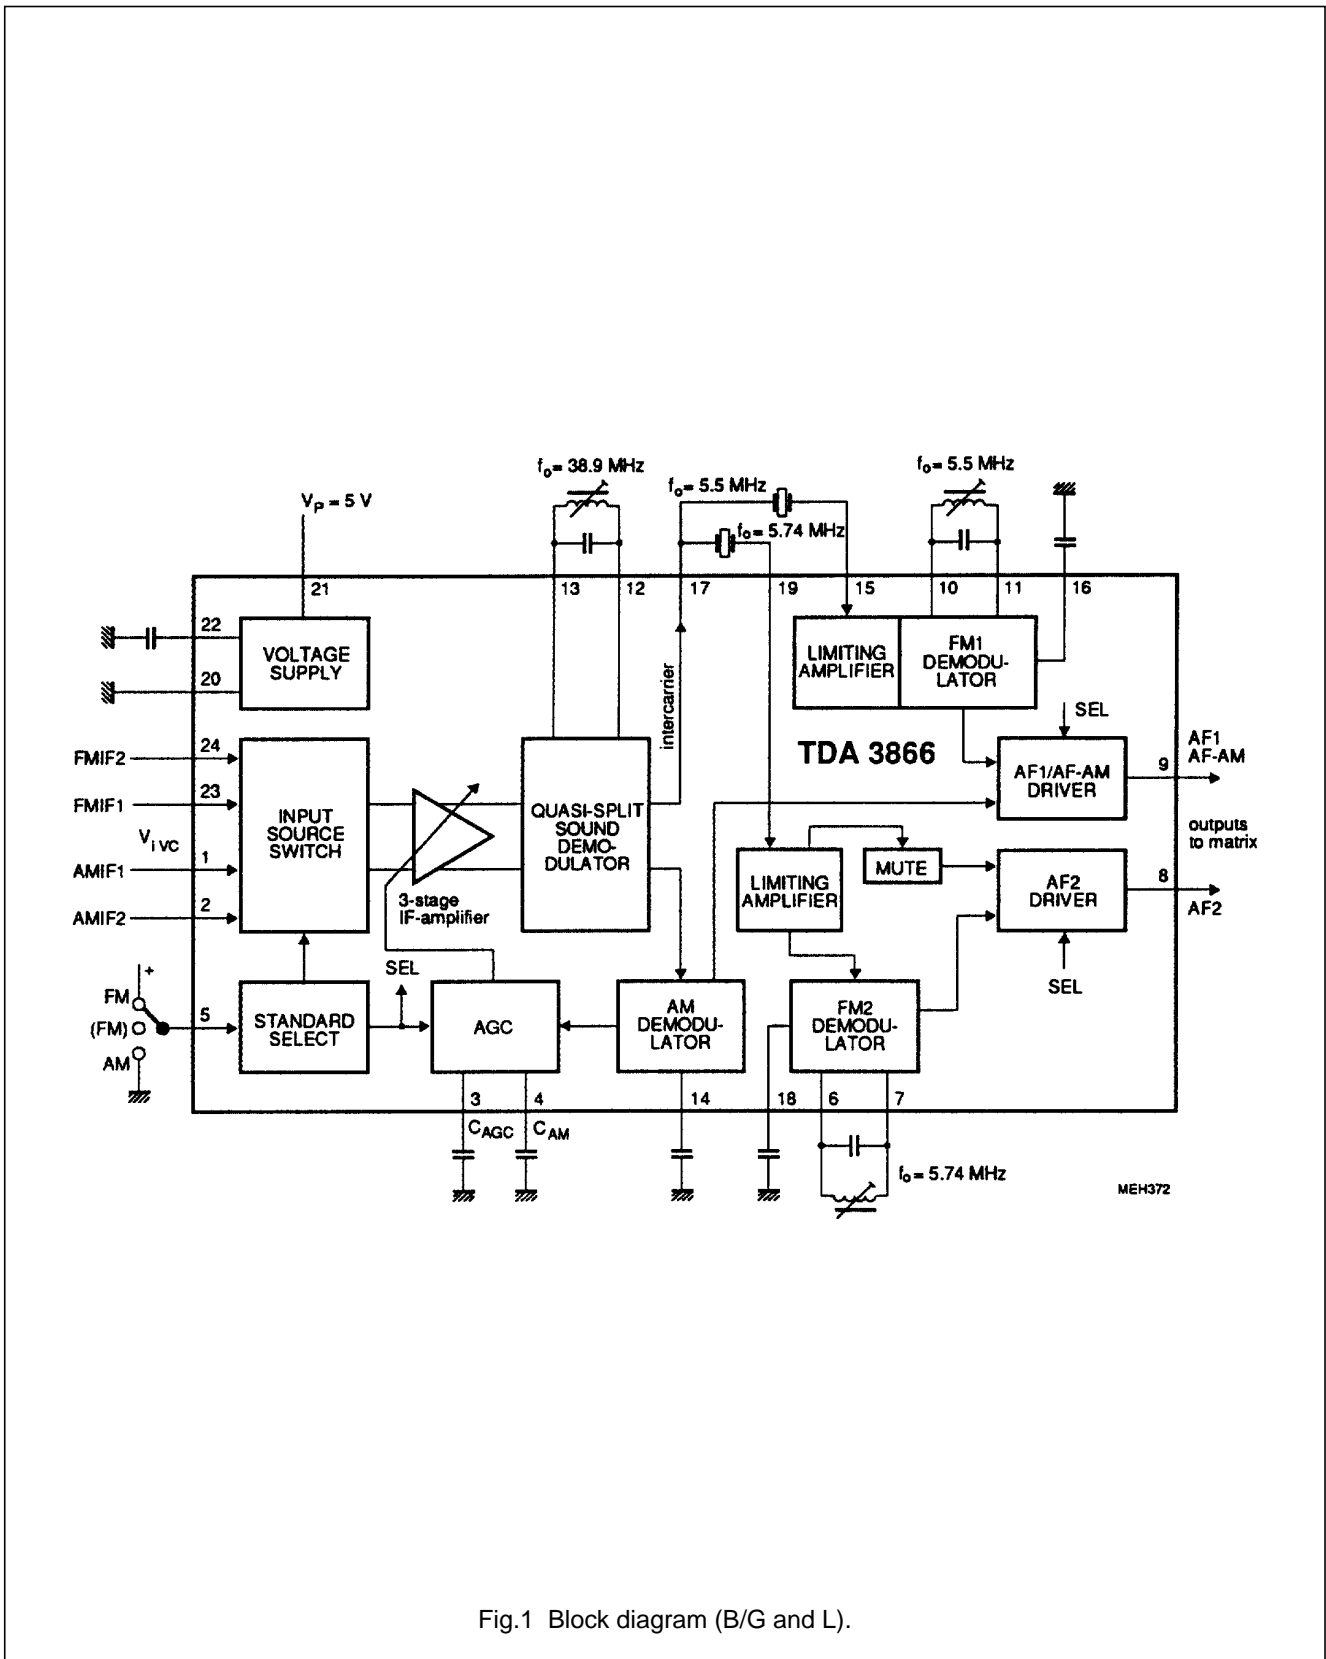 fo= 38.9 MHz
fo= 5.5 MHz
fo= 5.5 MHz
VP = 5 V
fo= 5.74 MHz
21
13
12
17
19
15
10
11
16
22
20
VOLTAGE
SUPPLY
LIMITING
AMPLIFIER
FM1
DEMODU-
LATOR
intercarrier
SEL
TDA 3866
24
FMIF2
23
FMIF1
Vi VC
1
AMIF1
2
AMIF2
INPUT
SOURCE
SWITCH
3-stage
IF-amplifier
QUASI-SPLIT
SOUND
DEMO-
DULATOR
AF1/AF-AM
DRIVER
9
AF1
AF-AM
outputs
to matrix
LIMITING
AMPLIFIER
MUTE
AF2
DRIVER
8
AF2
SEL
SEL
+
FM
(FM)
AM
5
STANDARD
SELECT
AGC
AM
DEMODU-
LATOR
FM2
DEMODU-
LATOR
3
4
14
18
6
7
CAGC
CAM
fo= 5.74 MHz
MEH372
Fig.1 Block diagram (B/G and L).